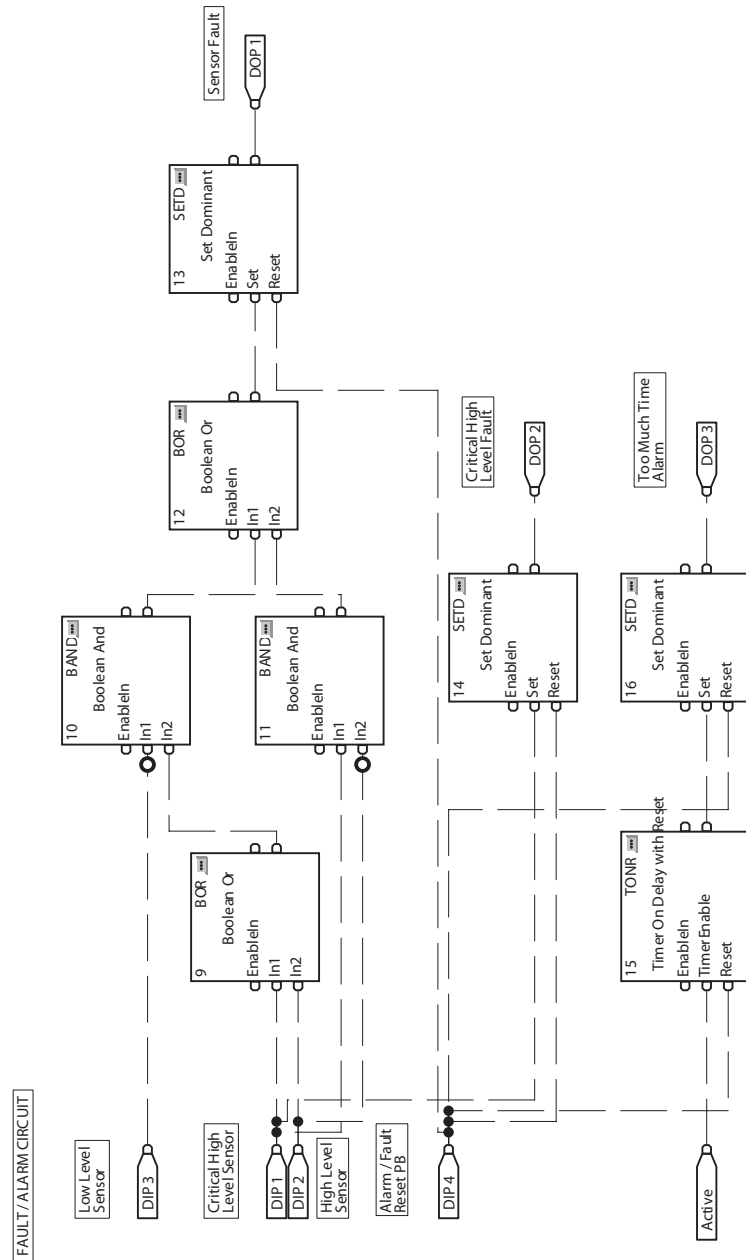 FAULT / ALARM CIRCUIT
Low Level
Sensor
DIP 3
Critical High
Level Sensor
DIP 1
DIP 2
High Level
Sensor
Alarm / Fault
Reset PB
DIP 4
Active
9
BOR
Boolean Or
EnableIn
In1
In2
10
BAND
Boolean And
EnableIn
In1
In2
11
BAND
Boolean And
EnableIn
In1
In2
12
BOR
Boolean Or
EnableIn
In1
In2
13
SETD
Set Dominant
EnableIn
Set
Reset
Sensor Fault
DOP 1
14
SETD
Set Dominant
EnableIn
Set
Reset
Critical High
Level Fault
DOP 2
15
TONR
Timer On Delay with Reset
EnableIn
TimerEnable
Reset
16
SETD
Set Dominant
EnableIn
Set
Reset
Too Much Time
Alarm
DOP 3